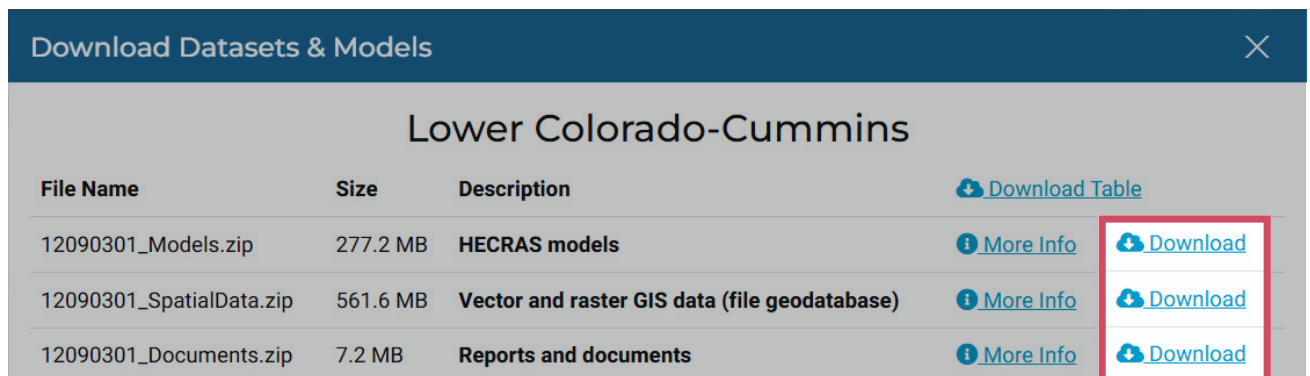 Download Datasets & Models
Lower Colorado-Cummins
File Name Size Description Download Table
12090301_Models.zip 277.2 MB HECRAS models More Info Download
12090301_SpatialData.zip 561.6 MB Vector and raster GIS data (file geodatabase) More Info Download
12090301_Documents.zip 7.2 MB Reports and documents More Info Download